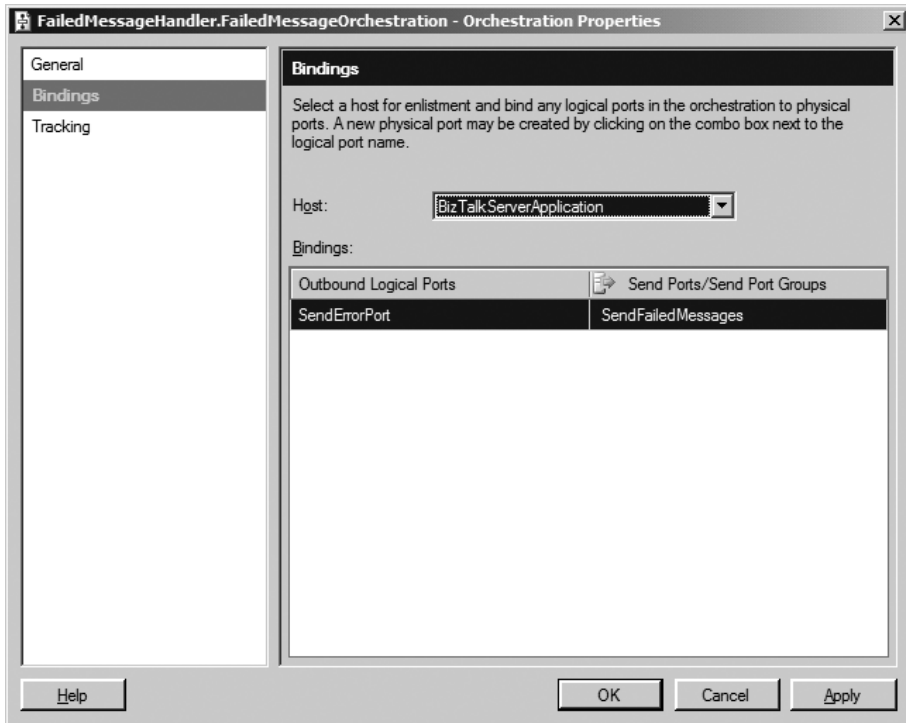 FailedMessageHandler.FailedMessageOrchestration - Orchestration Properties
General
Bindings
Tracking
Bindings
Select a host for enlistment and bind any logical ports in the orchestration to physical
ports. A new physical port may be created by clicking on the combo box next to the
logical port name.
Host:
BizTalkServerApplication
Bindings:
Outbound Logical Ports
Send Ports/Send Port Groups
SendErrorPort
SendFailedMessages
Help
OK
Cancel
Apply